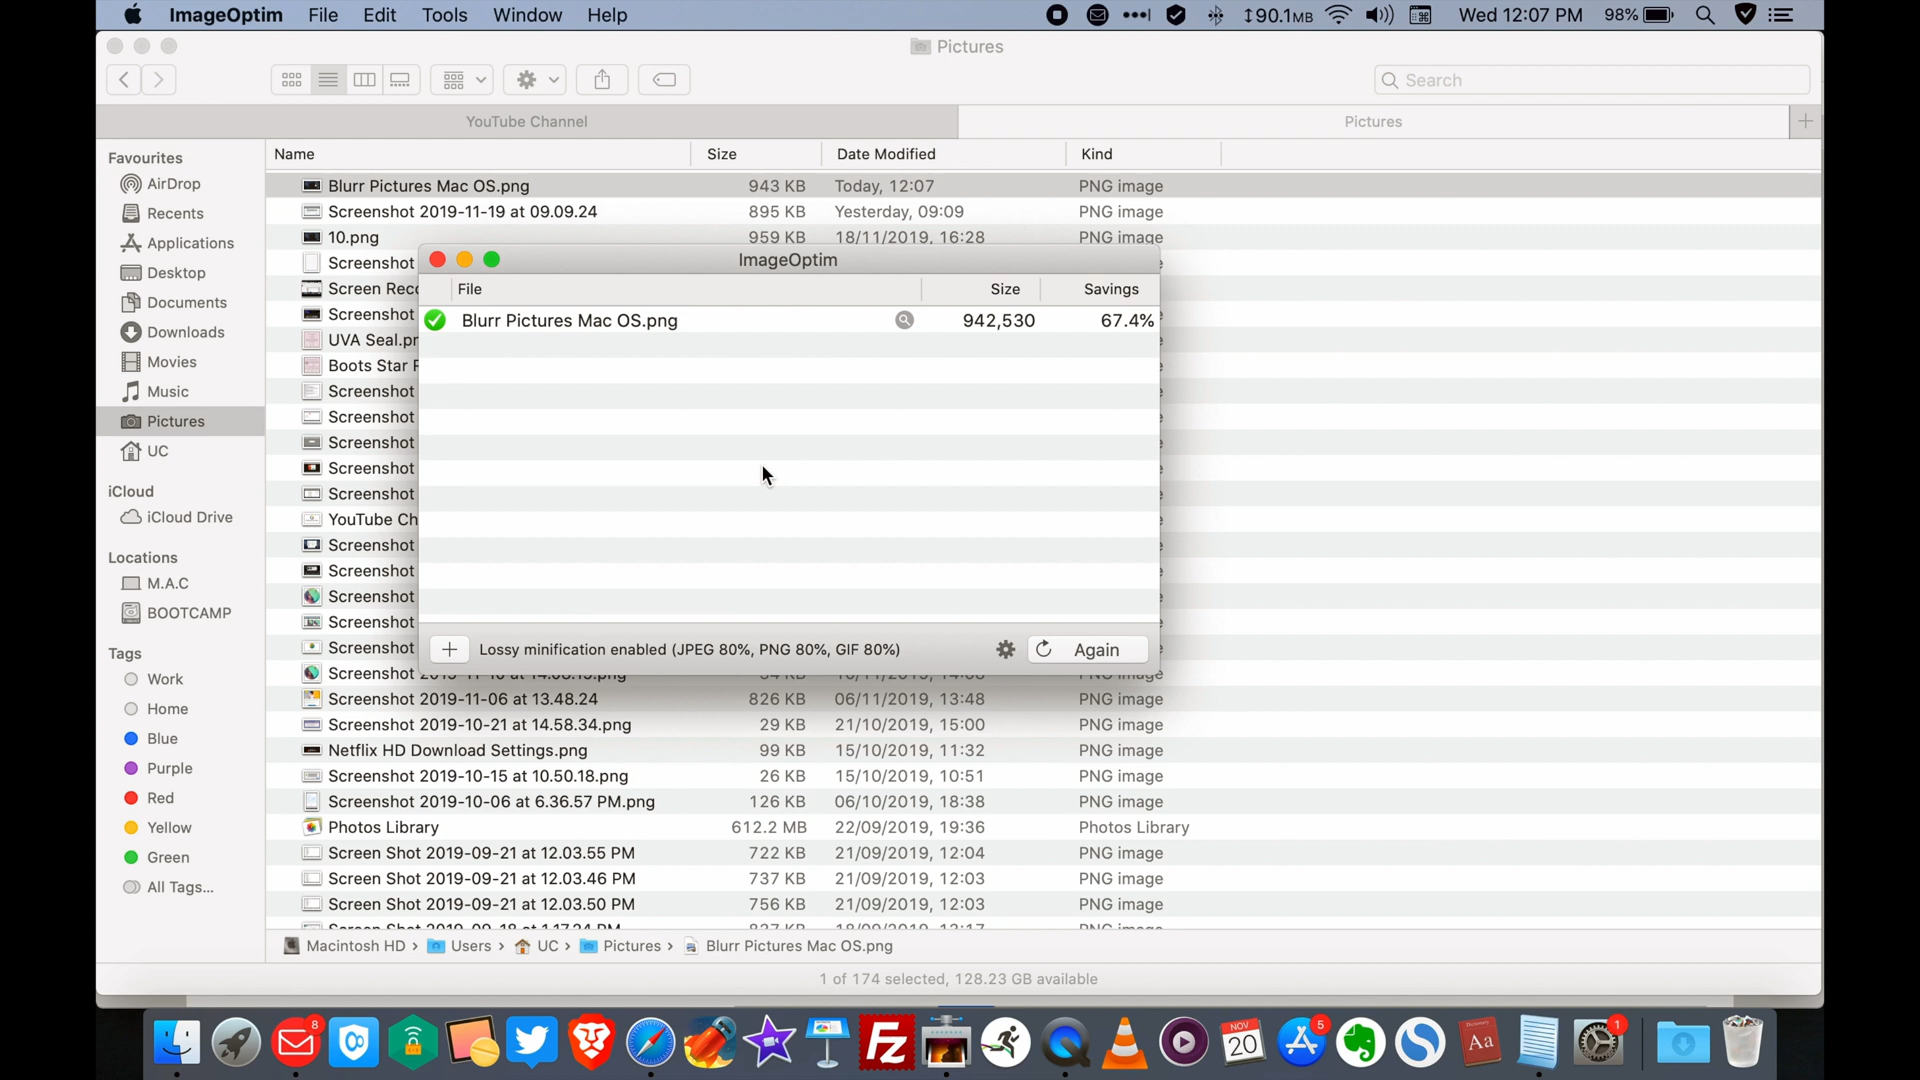 ImageOptim File Edit Tools Window Help 90.1MB Wed 12:07 PM 98%
Pictures
Search
YouTube Channel Pictures
Favourites
AirDrop
Recents
Applications
Desktop
Documents
Downloads
Movies
Music
Pictures
UC
iCloud
iCloud Drive
Locations
M.A.C
BOOTCAMP
Tags
Work
Home
Blue
Purple
Red
Yellow
Green
All Tags...
Name Size Date Modified Kind
Blurr Pictures Mac OS.png 943 KB Today, 12:07 PNG image
Screenshot 2019-11-19 at 09.09.24 895 KB Yesterday, 09:09 PNG image
10.png 959 KB 18/11/2019, 16:28 PNG image
Screenshot
Screen Rec
Screenshot
UVA Seal.pn
Boots Star
Screenshot
Screenshot
Screenshot
Screenshot
Screenshot
YouTube Ch
Screenshot
Screenshot
Screenshot
Screenshot
Screenshot
Screenshot
Screenshot 2019-11-06 at 13.48.24 826 KB 06/11/2019, 13:48 PNG image
Screenshot 2019-10-21 at 14.58.34.png 29 KB 21/10/2019, 15:00 PNG image
Netflix HD Download Settings.png 99 KB 15/10/2019, 11:32 PNG image
Screenshot 2019-10-15 at 10.50.18.png 26 KB 15/10/2019, 10:51 PNG image
Screenshot 2019-10-06 at 6.36.57 PM.png 126 KB 06/10/2019, 18:38 PNG image
Photos Library 612.2 MB 22/09/2019, 19:36 Photos Library
Screen Shot 2019-09-21 at 12.03.55 PM 722 KB 21/09/2019, 12:04 PNG image
Screen Shot 2019-09-21 at 12.03.46 PM 737 KB 21/09/2019, 12:03 PNG image
Screen Shot 2019-09-21 at 12.03.50 PM 756 KB 21/09/2019, 12:03 PNG image
ImageOptim
File Size Savings
Blurr Pictures Mac OS.png 942,530 67.4%
Lossy minification enabled (JPEG 80%, PNG 80%, GIF 80%) Again
Macintosh HD › Users › UC › Pictures › Blurr Pictures Mac OS.png
1 of 174 selected, 128.23 GB available
8 NOV 20 5 Dictionary Aa 1
FZ